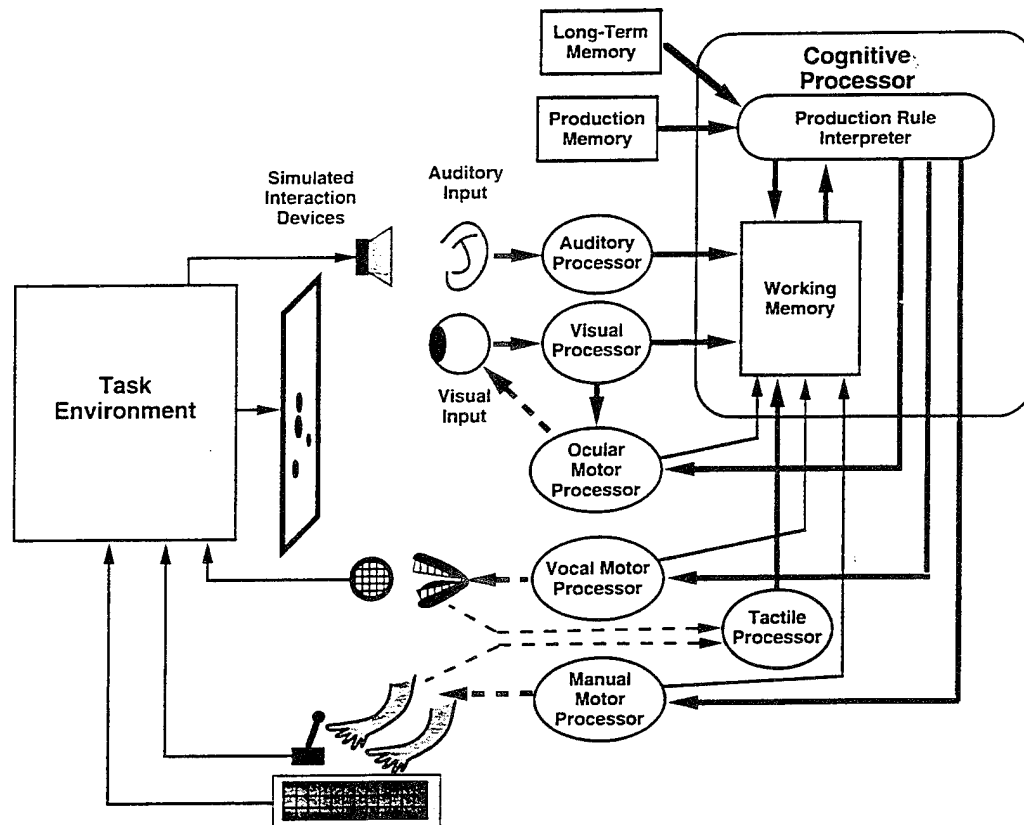 Long-Term
Memory
Cognitive
Processor
Production
Memory
Production Rule
Interpreter
Simulated
Interaction
Devices
Auditory
Input
Auditory
Processor
Working
Memory
Visual
Processor
Visual
Input
Task
Environment
Ocular
Motor
Processor
Vocal Motor
Processor
Tactile
Processor
Manual
Motor
Processor